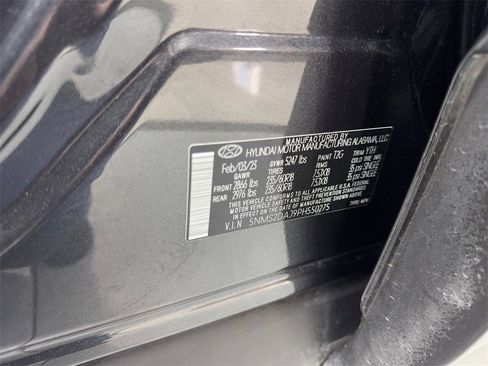 MANUFACTURED BY
HYUNDAI MOTOR MANUFACTURING ALABAMA, LLC
Feb/03/23 GVWR 5247 lbs PAINT T2G TRIM YTH
GAWR TIRES RIMS COLD TIRE INF.
FRONT 2866 lbs 235/60R18 7.5JX18 35 psi SINGLE
REAR 2976 lbs 235/60R18 7.5JX18 35 psi SINGLE
THIS VEHICLE CONFORMS TO ALL APPLICABLE U.S.A. FEDERAL
MOTOR VEHICLE SAFETY AND THEFT PREVENTION STANDARDS
IN EFFECT ON THE DATE OF MANUFACTURE SHOWN ABOVE.
V.I.N 5NMS2DAJ9PH550275